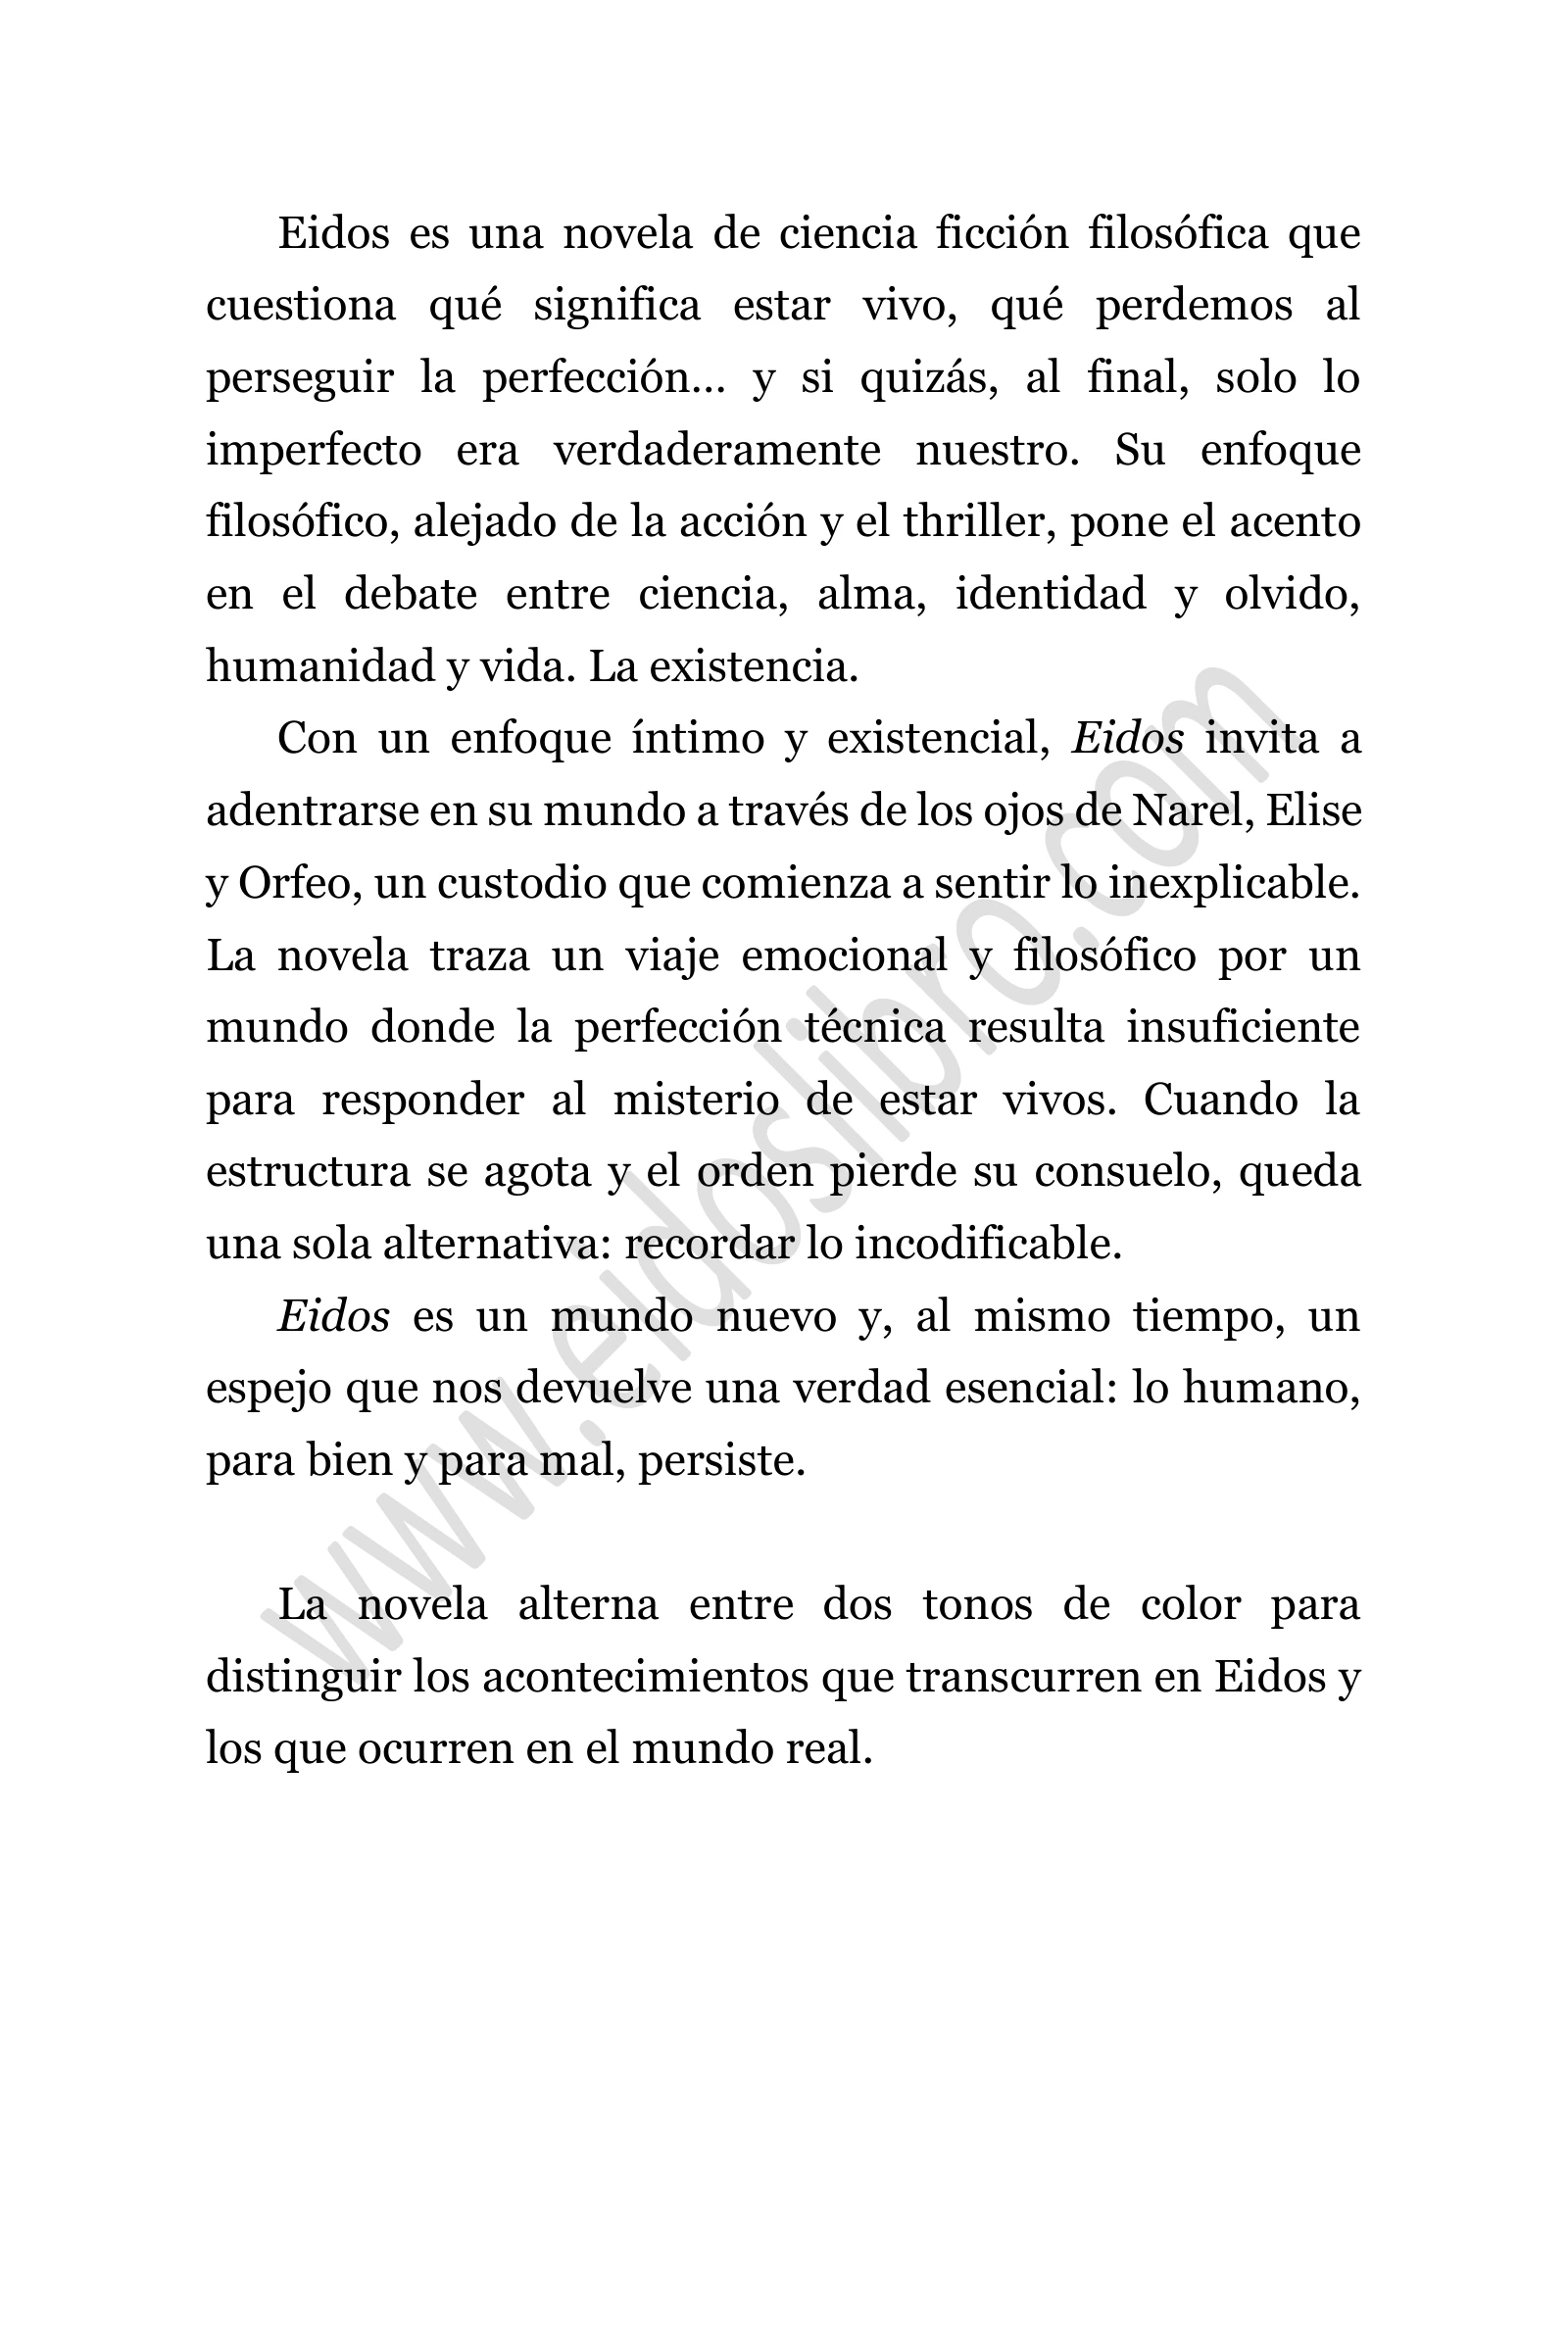 Eidos es una novela de ciencia ficción filosófica que
cuestiona qué significa estar vivo, qué perdemos al
perseguir la perfección… y si quizás, al final, solo lo
imperfecto era verdaderamente nuestro. Su enfoque
filosófico, alejado de la acción y el thriller, pone el acento
en el debate entre ciencia, alma, identidad y olvido,
humanidad y vida. La existencia.
Con un enfoque íntimo y existencial, Eidos invita a
adentrarse en su mundo a través de los ojos de Narel, Elise
y Orfeo, un custodio que comienza a sentir lo inexplicable.
La novela traza un viaje emocional y filosófico por un
mundo donde la perfección técnica resulta insuficiente
para responder al misterio de estar vivos. Cuando la
estructura se agota y el orden pierde su consuelo, queda
una sola alternativa: recordar lo incodificable.
Eidos es un mundo nuevo y, al mismo tiempo, un
espejo que nos devuelve una verdad esencial: lo humano,
para bien y para mal, persiste.
La novela alterna entre dos tonos de color para
distinguir los acontecimientos que transcurren en Eidos y
los que ocurren en el mundo real.
www.eidoslibro.com